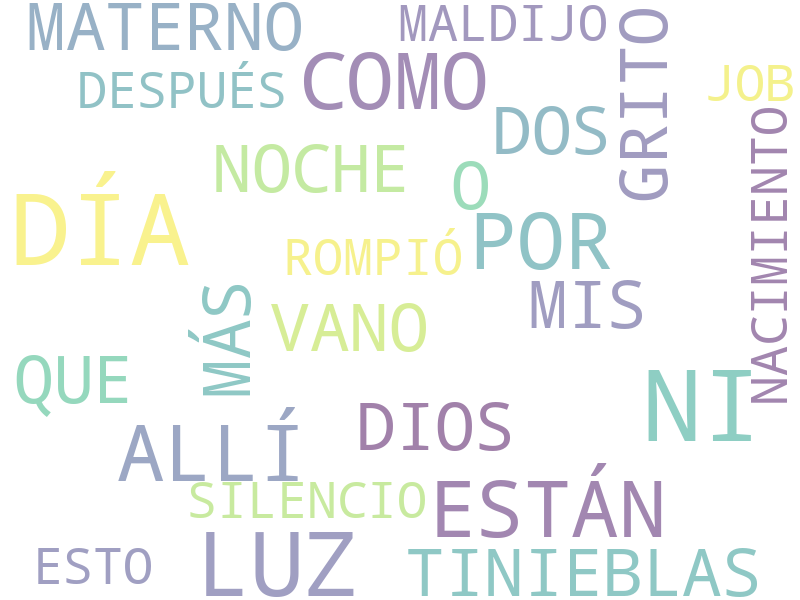 MATERNO
MALDIJO
DESPUÉS
COMO
GRITO
JOB
DOS
NOCHE
O
NACIMIENTO
DÍA
ROMPIÓ
POR
MÁS
VANO
MIS
QUE
NI
ALLÍ
DIOS
SILENCIO
ESTÁN
ESTO
LUZ
TINIEBLAS